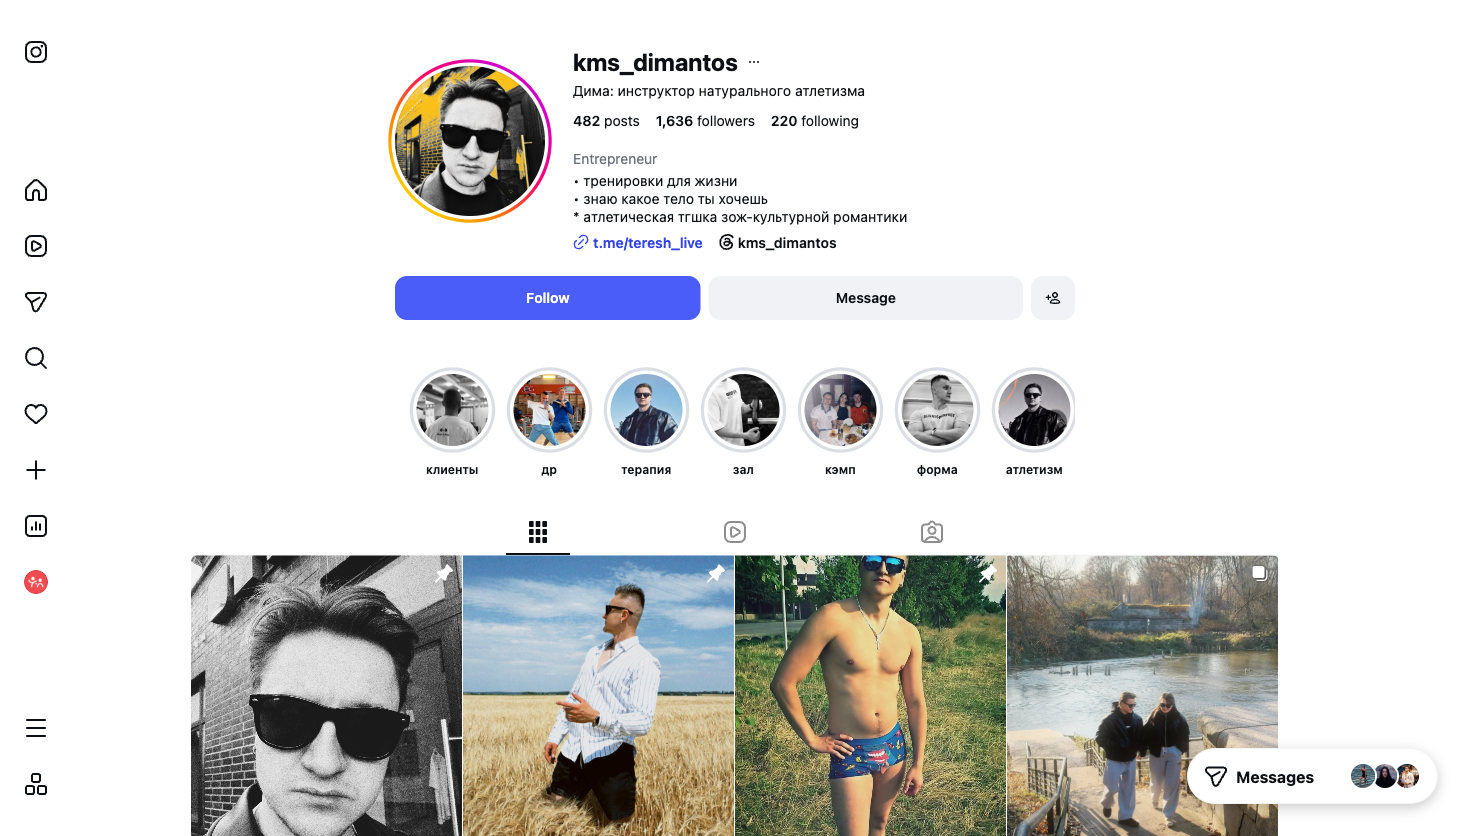 kms_dimantos ...
Дима: инструктор натурального атлетизма
482 posts 1,636 followers 220 following
Entrepreneur
• тренировки для жизни
• знаю какое тело ты хочешь
* атлетическая тгшка зож-культурной романтики
t.me/teresh_live kms_dimantos
Follow Message
клиенты др терапия зал кэмп форма атлетизм
Messages